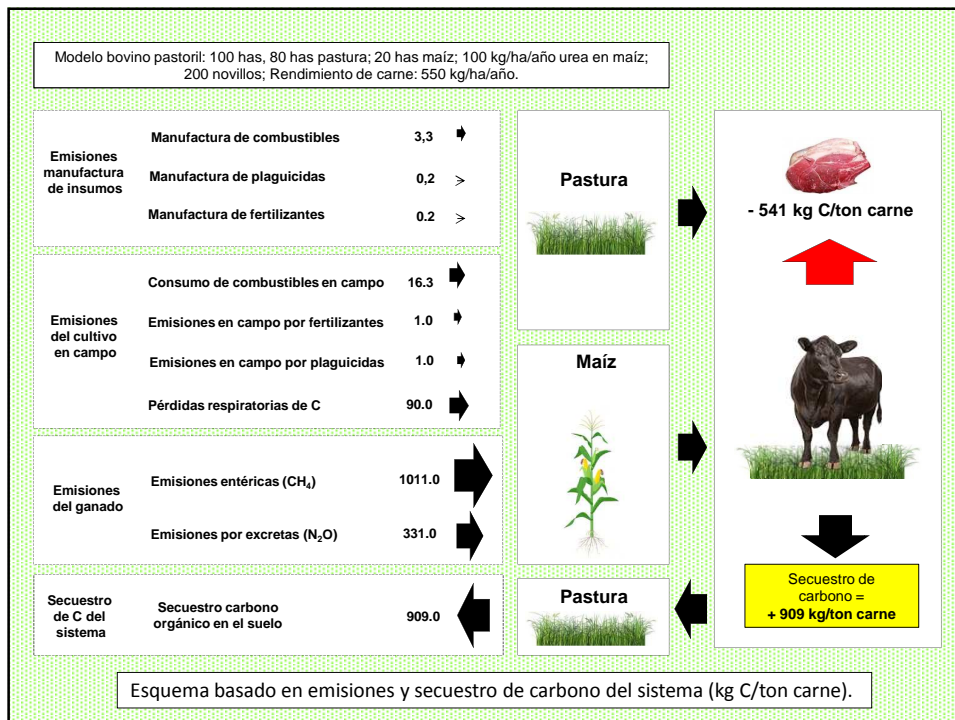 Modelo bovino pastoril: 100 has, 80 has pastura; 20 has maíz; 100 kg/ha/año urea en maíz;
200 novillos; Rendimiento de carne: 550 kg/ha/año.
Emisiones
manufactura
de insumos
Manufactura de combustibles 3,3
Manufactura de plaguicidas 0,2
Manufactura de fertilizantes 0.2
Emisiones
del cultivo
en campo
Consumo de combustibles en campo 16.3
Emisiones en campo por fertilizantes 1.0
Emisiones en campo por plaguicidas 1.0
Pérdidas respiratorias de C 90.0
Emisiones
del ganado
Emisiones entéricas (CH₄) 1011.0
Emisiones por excretas (N₂O) 331.0
Secuestro
de C del
sistema
Secuestro carbono
orgánico en el suelo
909.0
Pastura
Maíz
Pastura
- 541 kg C/ton carne
Secuestro de
carbono =
+ 909 kg/ton carne
Esquema basado en emisiones y secuestro de carbono del sistema (kg C/ton carne).